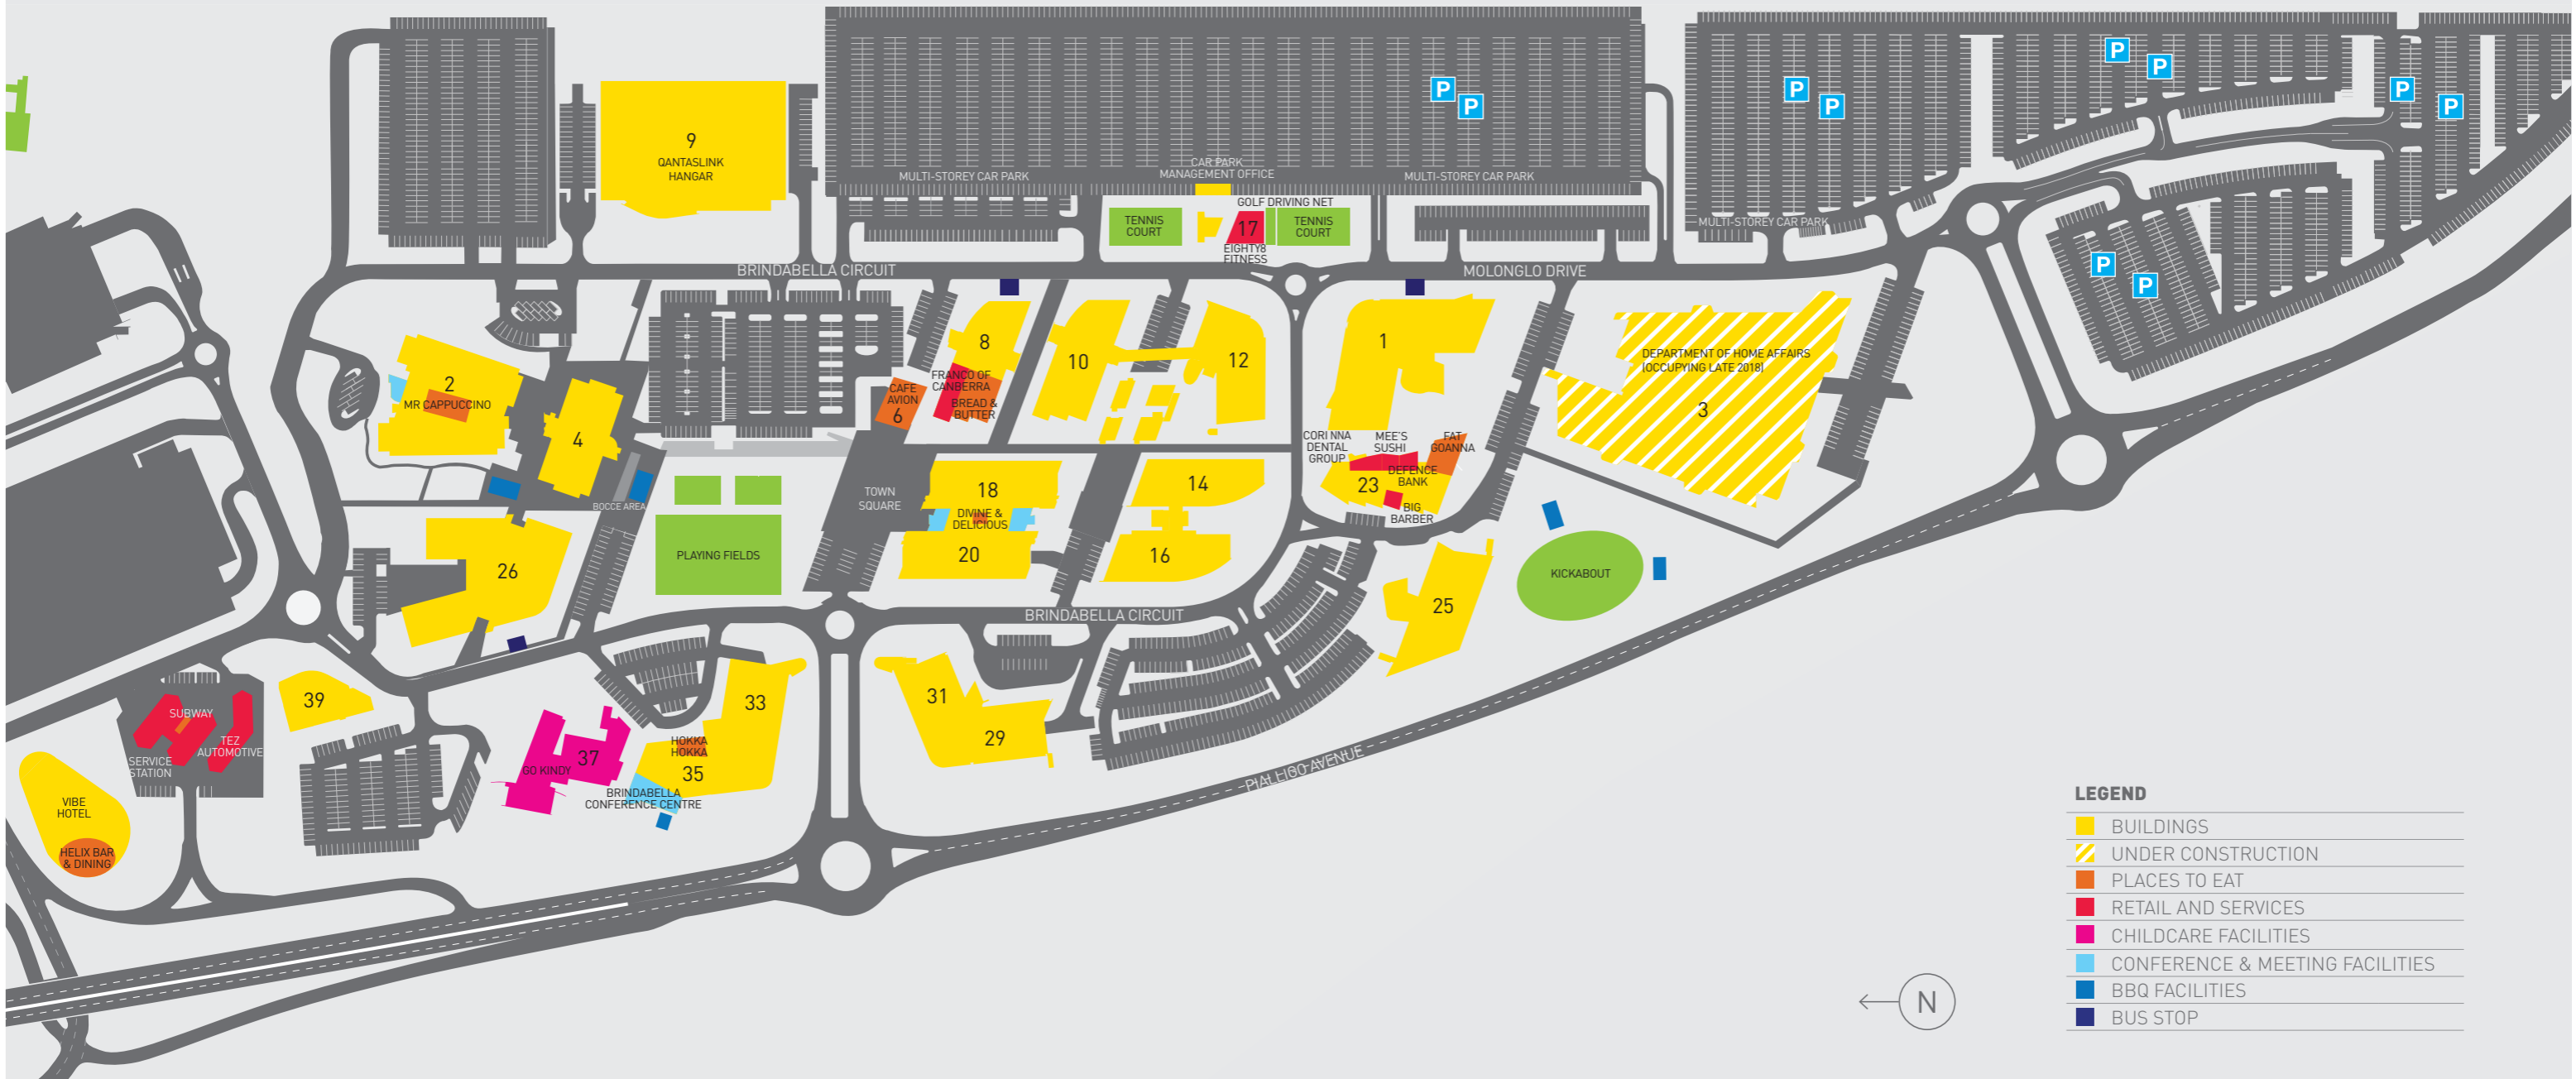 P
P
P
P
P
P
P
P
9
QANTASLINK
HANGAR
CAR PARK
MANAGEMENT OFFICE
MULTI-STOREY CAR PARK
MULTI-STOREY CAR PARK
GOLF DRIVING NET
TENNIS
COURT
17
TENNIS
COURT
EIGHTY8
FITNESS
MULTI-STOREY CAR PARK
P
P
BRINDABELLA CIRCUIT
MOLONGLO DRIVE
2
MR CAPPUCCINO
4
8
FRANCO OF
CANBERRA
CAFE
AVION
6
BREAD &
BUTTER
10
12
1
DEPARTMENT OF HOME AFFAIRS
(OCCUPYING LATE 2018)
3
CORI NNA
DENTAL
GROUP
MEE'S
SUSHI
FAT
GOANNA
DEFENCE
BANK
23
BIG
BARBER
BOCCE AREA
TOWN
SQUARE
18
DIVINE &
DELICIOUS
20
14
16
PLAYING FIELDS
26
KICKABOUT
25
BRINDABELLA CIRCUIT
39
SUBWAY
TEZ
AUTOMOTIVE
SERVICE
STATION
VIBE
HOTEL
HELIX BAR
& DINING
37
GO KINDY
33
HOKKA
HOKKA
35
BRINDABELLA
CONFERENCE CENTRE
31
29
PIALLIGO AVENUE
N
LEGEND
BUILDINGS
UNDER CONSTRUCTION
PLACES TO EAT
RETAIL AND SERVICES
CHILDCARE FACILITIES
CONFERENCE & MEETING FACILITIES
BBQ FACILITIES
BUS STOP